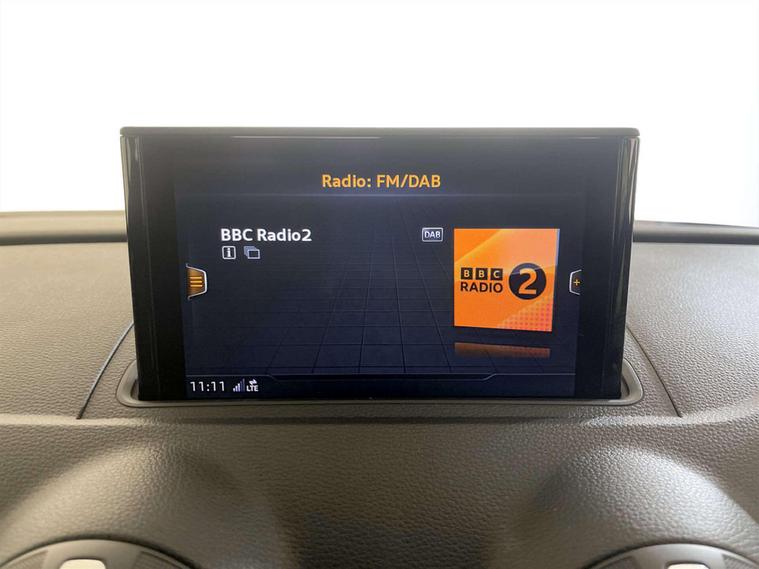 Radio: FM/DAB
BBC Radio2
DAB
BBC
RADIO 2
11:11 LTE